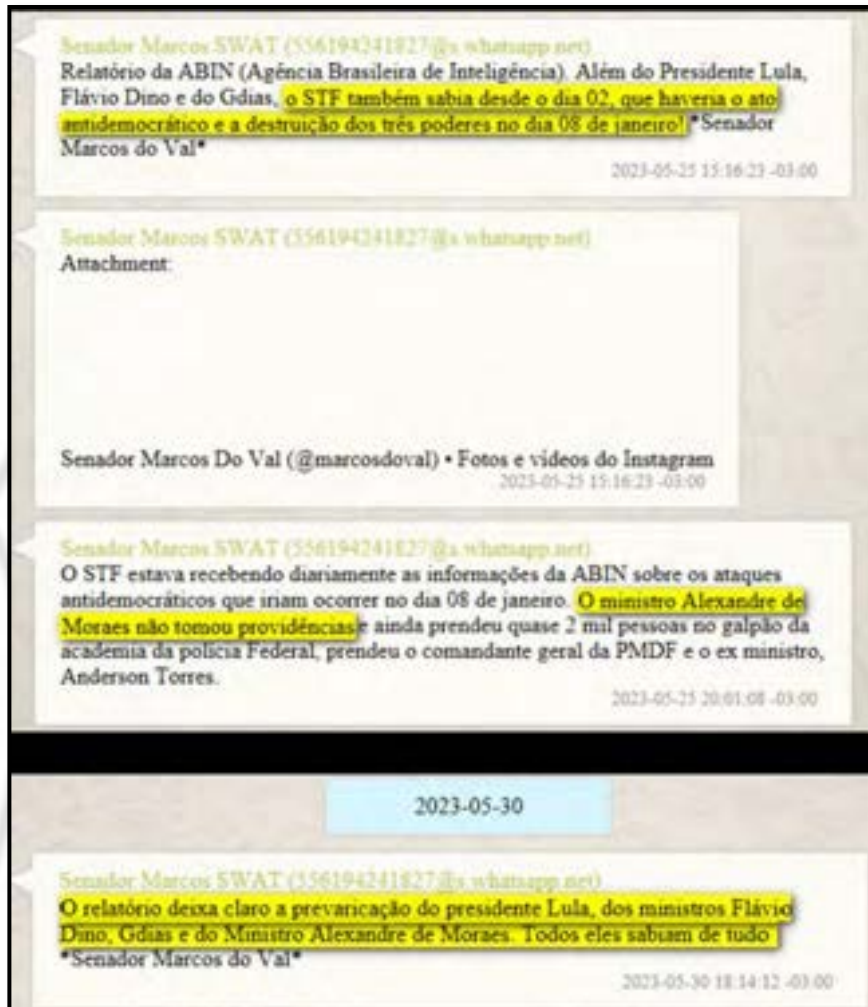 Senador Marcos SWAT (556194241827@s.whatsapp.net)
Relatório da ABIN (Agência Brasileira de Inteligência). Além do Presidente Lula,
Flávio Dino e do Gdias, o STF também sabia desde o dia 02, que haveria o ato
antidemocrático e a destruição dos três poderes no dia 08 de janeiro! *Senador
Marcos do Val*
2023-05-25 15:16:23 -03:00
Senador Marcos SWAT (556194241827@s.whatsapp.net)
Attachment:
Senador Marcos Do Val (@marcosdoval) • Fotos e vídeos do Instagram
2023-05-25 15:16:23 -03:00
Senador Marcos SWAT (556194241827@s.whatsapp.net)
O STF estava recebendo diariamente as informações da ABIN sobre os ataques
antidemocráticos que iriam ocorrer no dia 08 de janeiro. O ministro Alexandre de
Moraes não tomou providências e ainda prendeu quase 2 mil pessoas no galpão da
academia da polícia Federal, prendeu o comandante geral da PMDF e o ex ministro,
Anderson Torres.
2023-05-25 20:01:08 -03:00
2023-05-30
Senador Marcos SWAT (556194241827@s.whatsapp.net)
O relatório deixa claro a prevaricação do presidente Lula, dos ministros Flávio
Dino, Gdias e do Ministro Alexandre de Moraes. Todos eles sabiam de tudo
*Senador Marcos do Val*
2023-05-30 18:14:12 -03:00